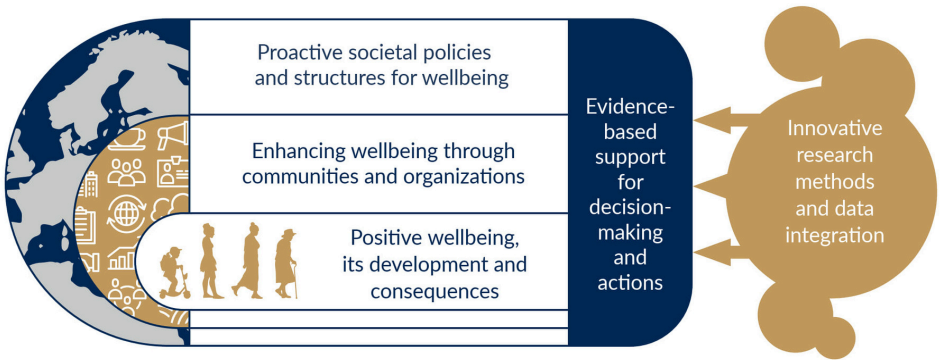 Proactive societal policies
and structures for wellbeing
Enhancing wellbeing through
communities and organizations
Positive wellbeing,
its development and
consequences
Evidence-
based
support
for
decision-
making
and
actions
Innovative
research
methods
and data
integration